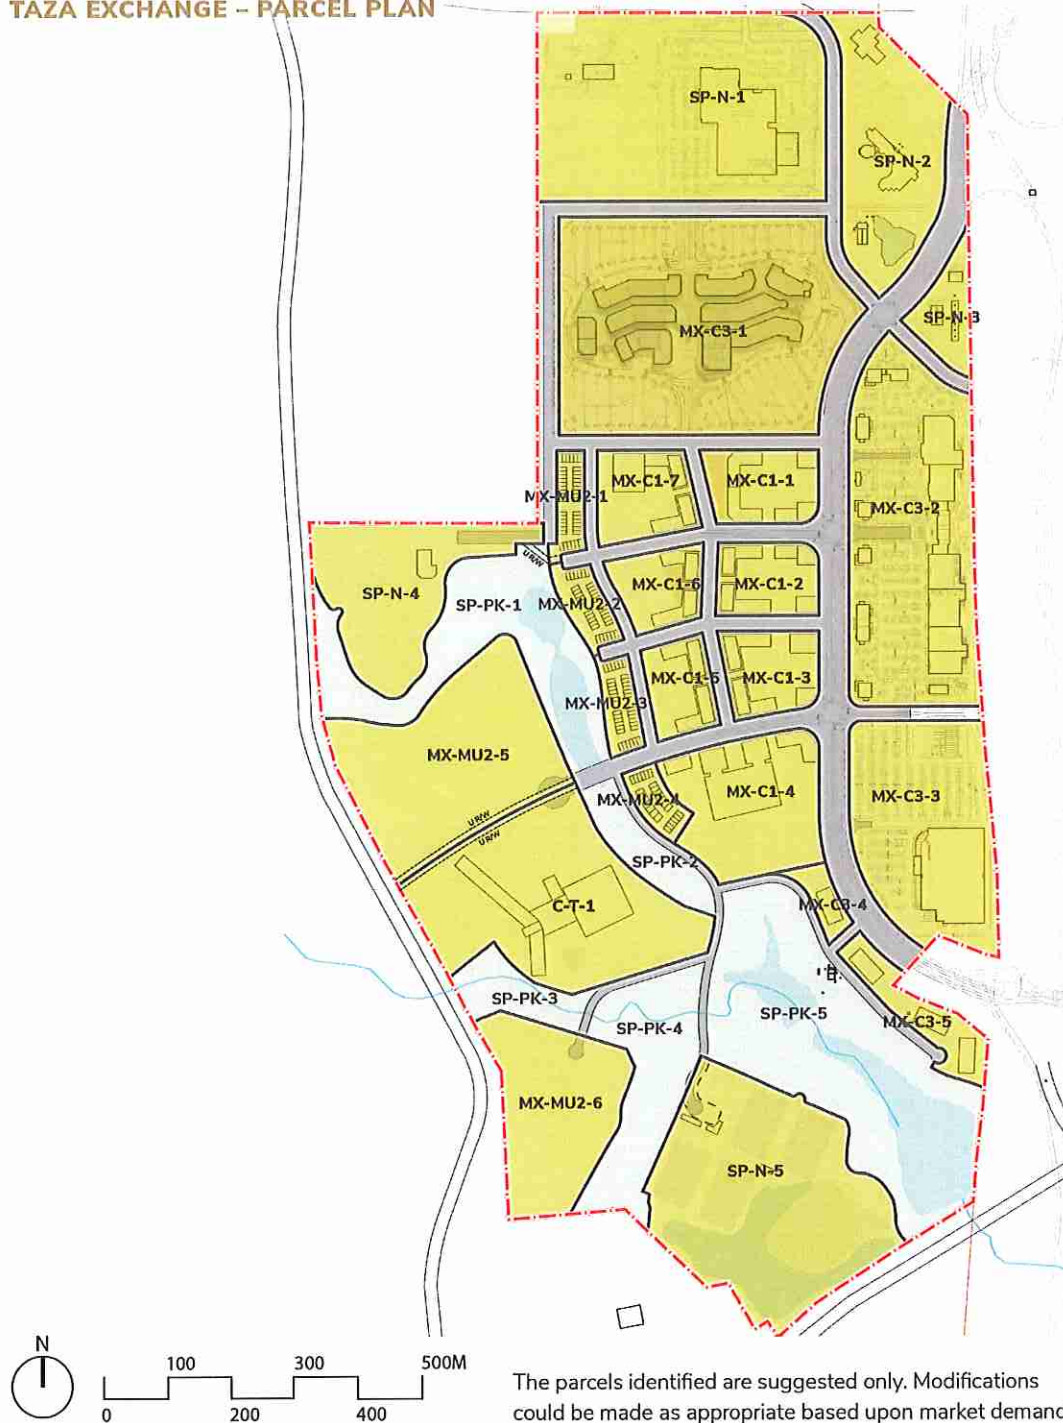 TAZA EXCHANGE – PARCEL PLAN
SP-N-1
SP-N-2
SP-N-3
MX-C3-1
MX-MU2-1
MX-C1-7
MX-C1-1
MX-C3-2
U R/W
SP-N-4
SP-PK-1
MX-MU2-2
MX-C1-6
MX-C1-2
MX-MU2-3
MX-C1-5
MX-C1-3
MX-MU2-5
MX-MU2-4
MX-C1-4
MX-C3-3
U R/W
U R/W
SP-PK-2
C-T-1
MX-C3-4
SP-PK-3
SP-PK-4
SP-PK-5
MX-C3-5
MX-MU2-6
SP-N-5
N
100 300 500M
0 200 400
The parcels identified are suggested only. Modifications
could be made as appropriate based upon market demand